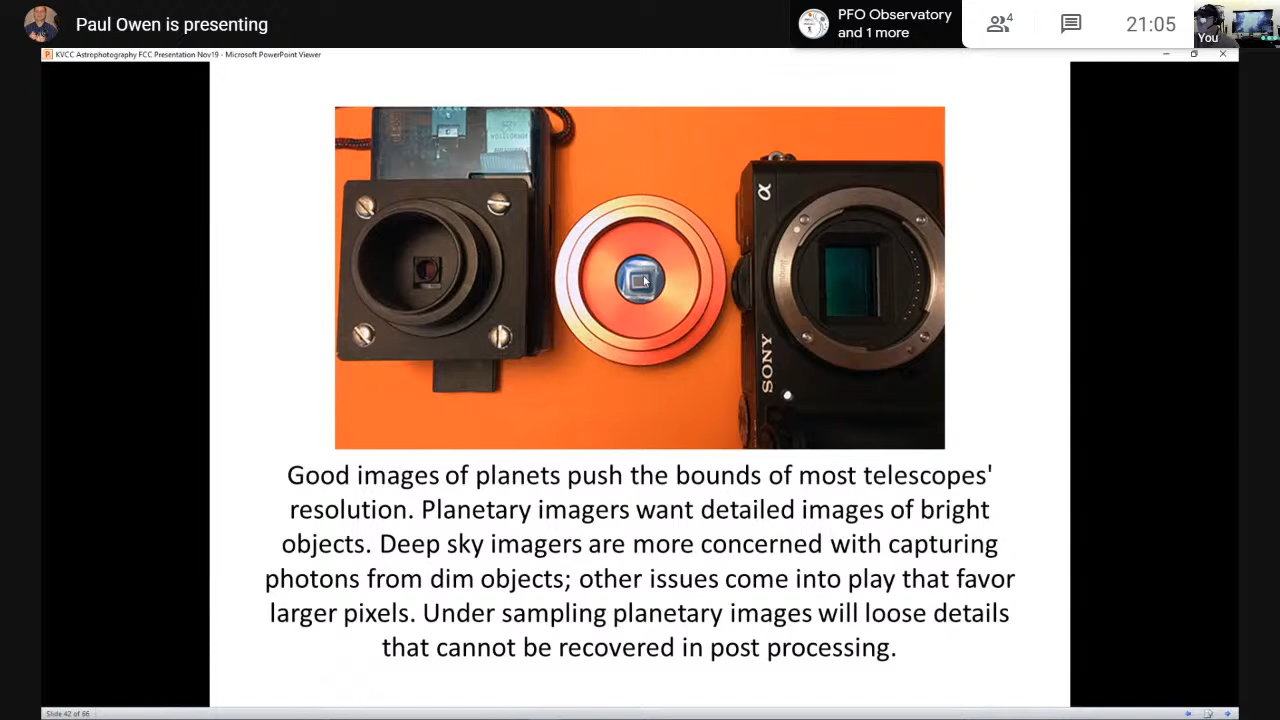 Paul Owen is presenting
PFO Observatory
and 1 more
4
21:05
You
KVCC Astrophotography FCC Presentation Nov19 - Microsoft PowerPoint Viewer
α
SONY
Good images of planets push the bounds of most telescopes'
resolution. Planetary imagers want detailed images of bright
objects. Deep sky imagers are more concerned with capturing
photons from dim objects; other issues come into play that favor
larger pixels. Under sampling planetary images will loose details
that cannot be recovered in post processing.
Slide 42 of 66